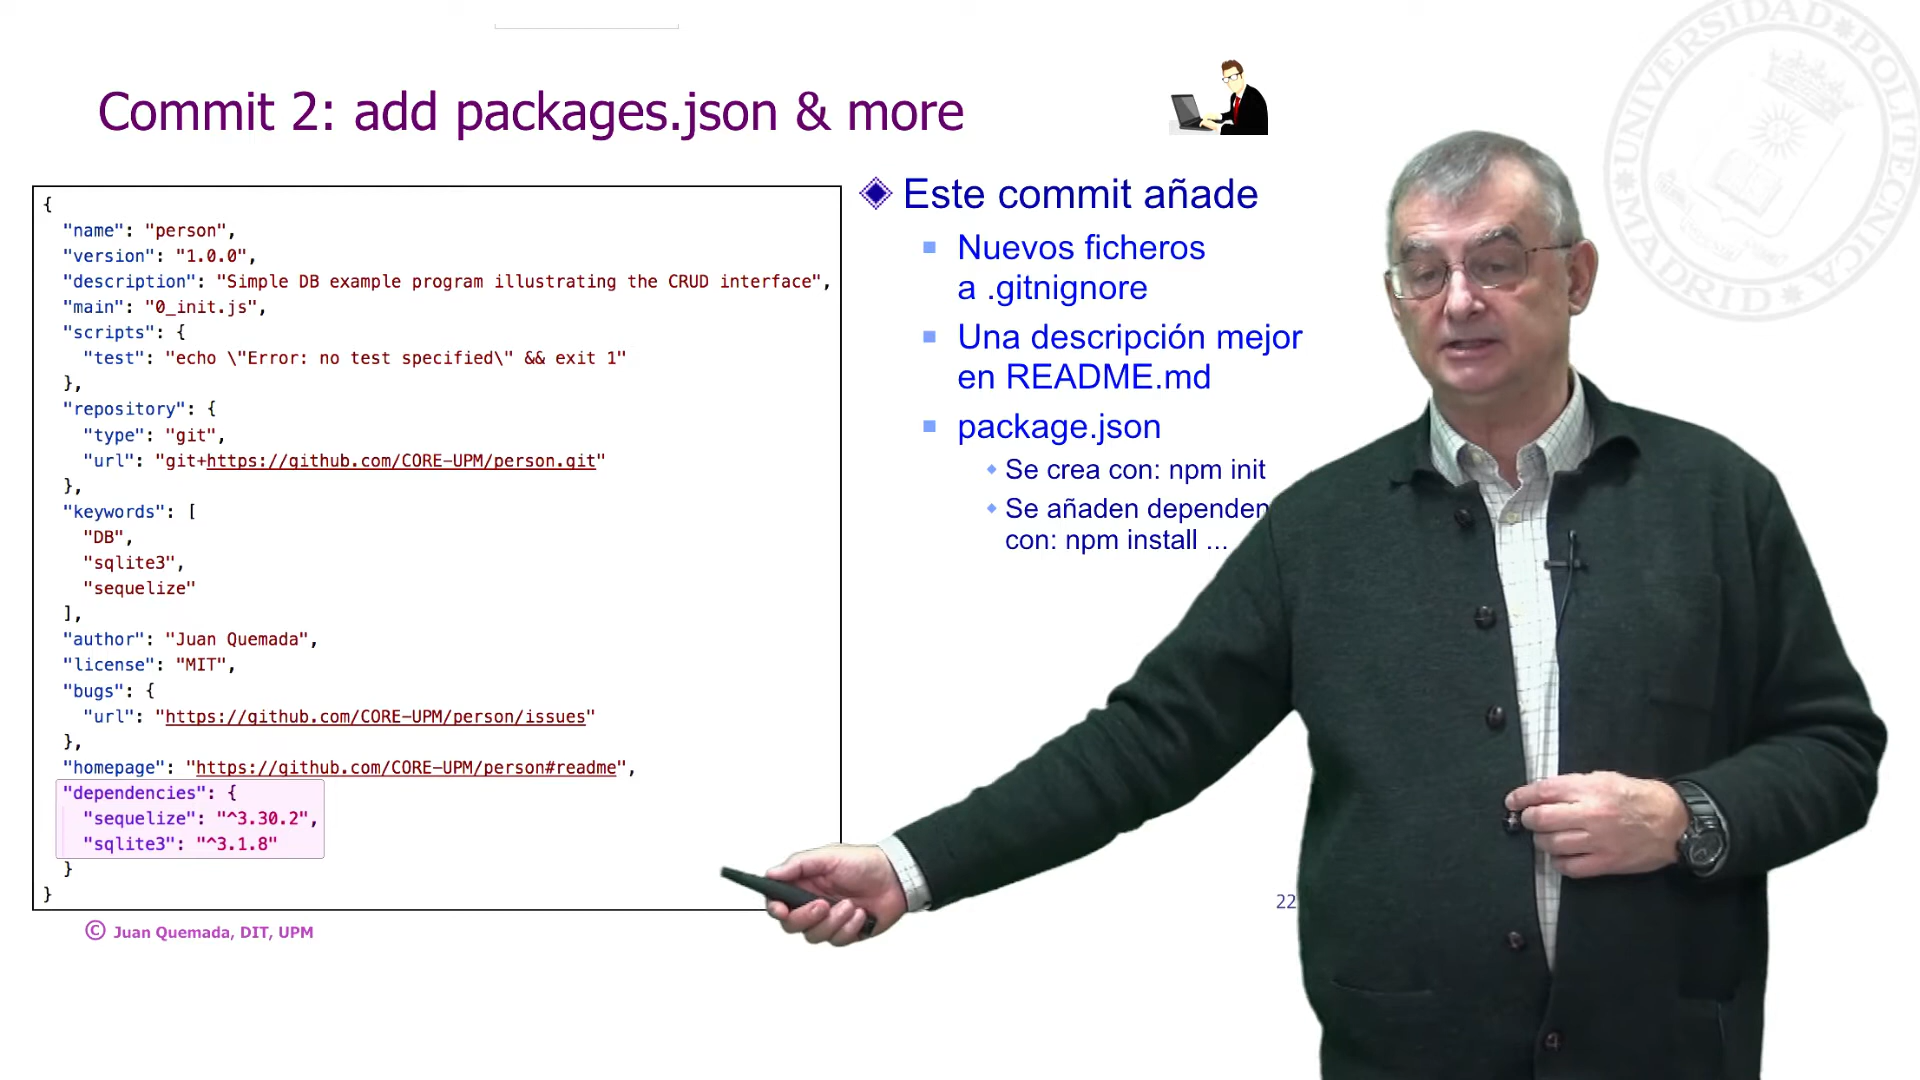 Commit 2: add packages.json & more
{
"name": "person",
"version": "1.0.0",
"description": "Simple DB example program illustrating the CRUD interface",
"main": "0_init.js",
"scripts": {
"test": "echo \"Error: no test specified\" && exit 1"
},
"repository": {
"type": "git",
"url": "git+https://github.com/CORE-UPM/person.git"
},
"keywords": [
"DB",
"sqlite3",
"sequelize"
],
"author": "Juan Quemada",
"license": "MIT",
"bugs": {
"url": "https://github.com/CORE-UPM/person/issues"
},
"homepage": "https://github.com/CORE-UPM/person#readme",
"dependencies": {
"sequelize": "^3.30.2",
"sqlite3": "^3.1.8"
}
}
Este commit añade
Nuevos ficheros
a .gitnignore
Una descripción mejor
en README.md
package.json
Se crea con: npm init
Se añaden dependen
con: npm install ...
© Juan Quemada, DIT, UPM
22
UNIVERSIDAD POLITECNICA
MADRID